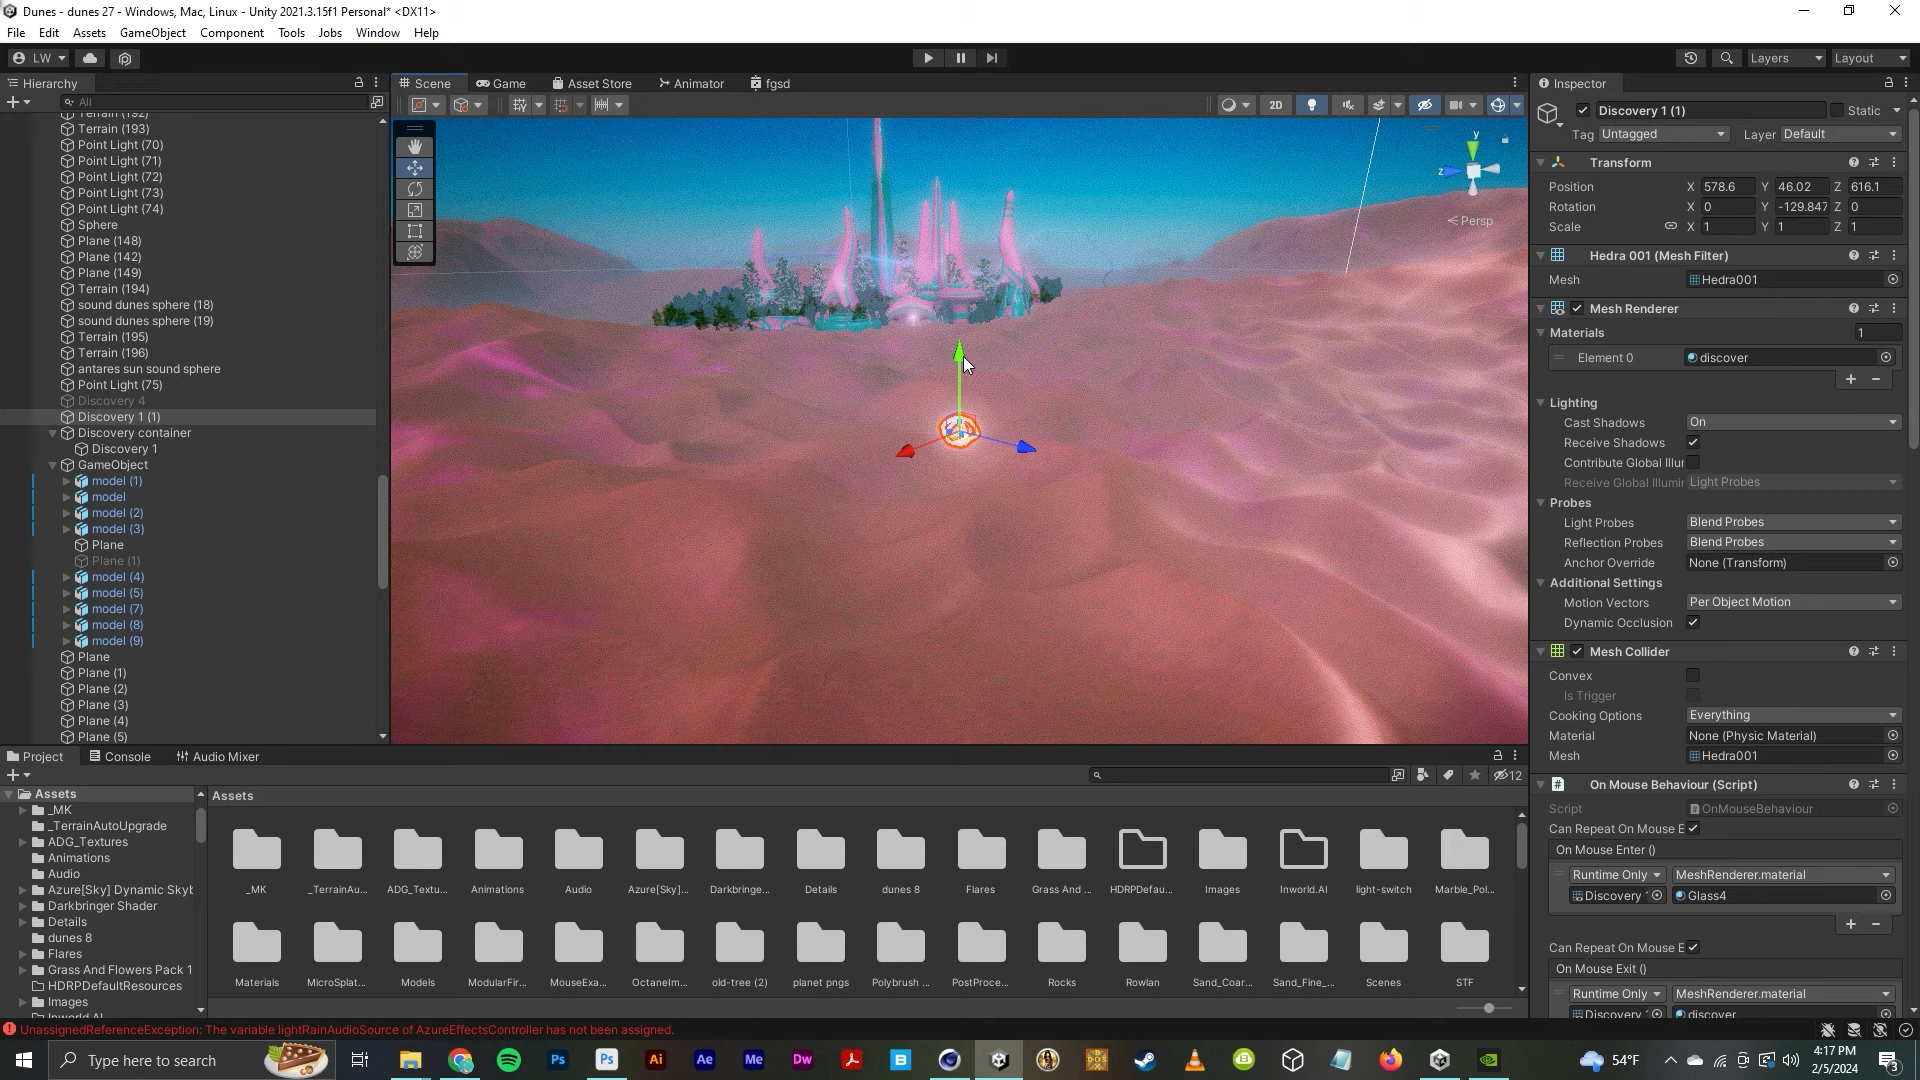 Dunes - dunes 27 - Windows, Mac, Linux - Unity 2021.3.15f1 Personal* <DX11>
File Edit Assets GameObject Component Tools Jobs Window Help
LW Layers Layout
Hierarchy
All
Terrain (192)
Terrain (193)
Point Light (70)
Point Light (71)
Point Light (72)
Point Light (73)
Point Light (74)
Sphere
Plane (148)
Plane (142)
Plane (149)
Terrain (194)
sound dunes sphere (18)
sound dunes sphere (19)
Terrain (195)
Terrain (196)
antares sun sound sphere
Point Light (75)
Discovery 4
Discovery 1 (1)
Discovery container
Discovery 1
GameObject
model (1)
model
model (2)
model (3)
Plane
Plane (1)
model (4)
model (5)
model (7)
model (8)
model (9)
Plane
Plane (1)
Plane (2)
Plane (3)
Plane (4)
Plane (5)
Scene Game Asset Store Animator fgsd
2D
y
z
Persp
Inspector
Discovery 1 (1) Static
Tag Untagged Layer Default
Transform
Position X 578.6 Y 46.02 Z 616.1
Rotation X 0 Y -129.847 Z 0
Scale X 1 Y 1 Z 1
Hedra 001 (Mesh Filter)
Mesh Hedra001
Mesh Renderer
Materials 1
Element 0 discover
Lighting
Cast Shadows On
Receive Shadows
Contribute Global Illur
Receive Global Illumir Light Probes
Probes
Light Probes Blend Probes
Reflection Probes Blend Probes
Anchor Override None (Transform)
Additional Settings
Motion Vectors Per Object Motion
Dynamic Occlusion
Mesh Collider
Convex
Is Trigger
Cooking Options Everything
Material None (Physic Material)
Mesh Hedra001
On Mouse Behaviour (Script)
Script OnMouseBehaviour
Can Repeat On Mouse E
On Mouse Enter ()
Runtime Only MeshRenderer.material
Discovery Glass4
Can Repeat On Mouse E
On Mouse Exit ()
Runtime Only MeshRenderer.material
Discovery discover
Project Console Audio Mixer
12
Assets
_MK
_TerrainAutoUpgrade
ADG_Textures
Animations
Audio
Azure[Sky] Dynamic Skyb
Darkbringer Shader
Details
dunes 8
Flares
Grass And Flowers Pack 1
HDRPDefaultResources
Images
Inworld.AI
Assets
_MK _TerrainAu... ADG_Textu... Animations Audio Azure[Sky]... Darkbringe... Details dunes 8 Flares Grass And ... HDRPDefau... Images Inworld.AI light-switch Marble_Pol...
Materials MicroSplat... Models ModularFir... MouseExa... OctaneIm... old-tree (2) planet pngs Polybrush ... PostProce... Rocks Rowlan Sand_Coar... Sand_Fine_... Scenes STF
UnassignedReferenceException: The variable lightRainAudioSource of AzureEffectsController has not been assigned.
Type here to search
Ps Ps Ai Ae Me Dw
54°F
4:17 PM
2/5/2024
3